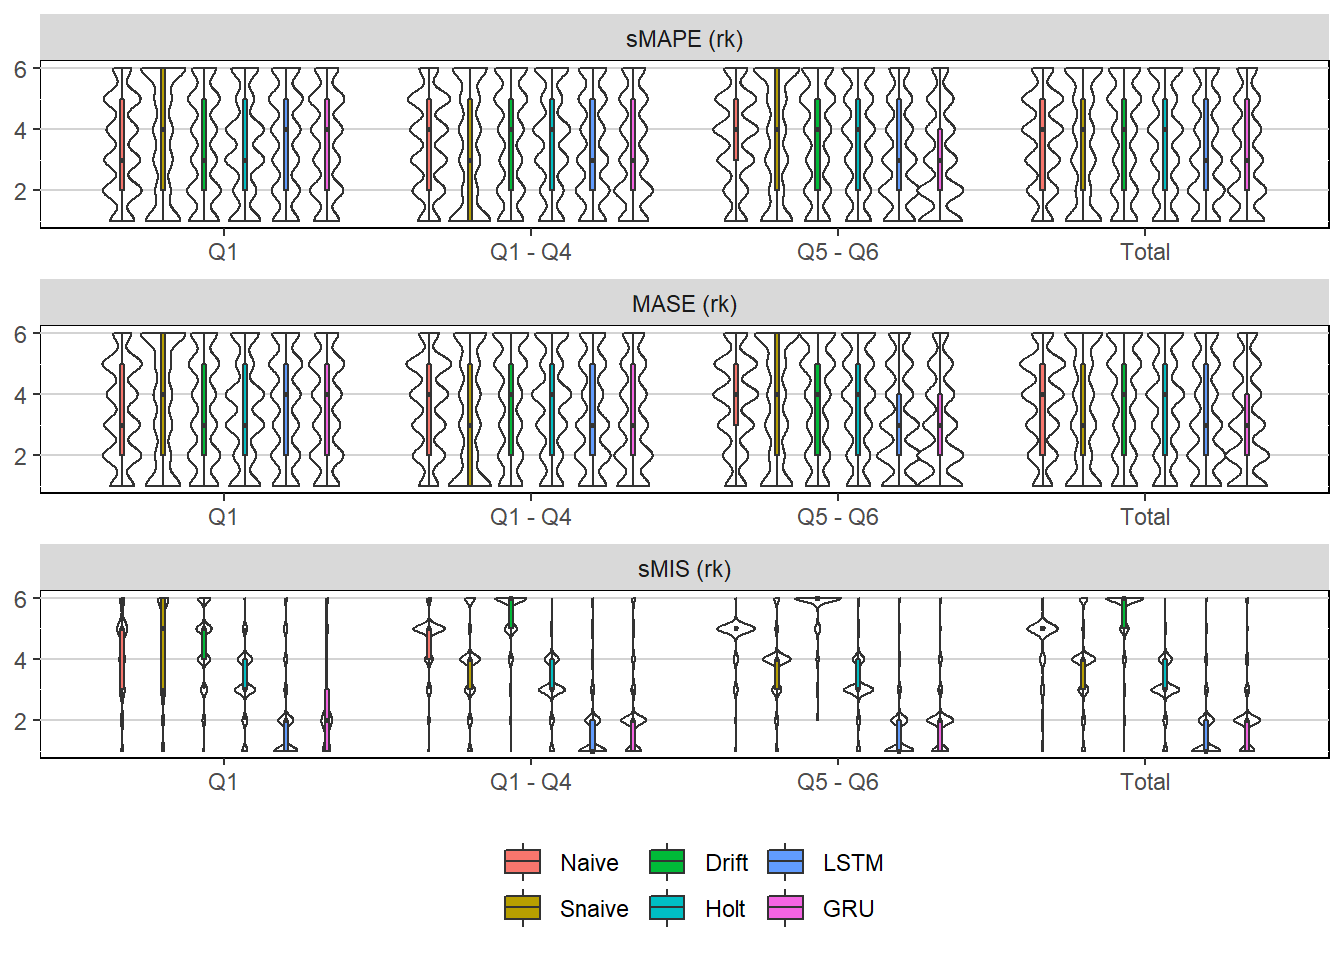 sMAPE (rk)
6
4
2
Q1 Q1 - Q4 Q5 - Q6 Total
MASE (rk)
6
4
2
Q1 Q1 - Q4 Q5 - Q6 Total
sMIS (rk)
6
4
2
Q1 Q1 - Q4 Q5 - Q6 Total
Naive Drift LSTM
Snaive Holt GRU